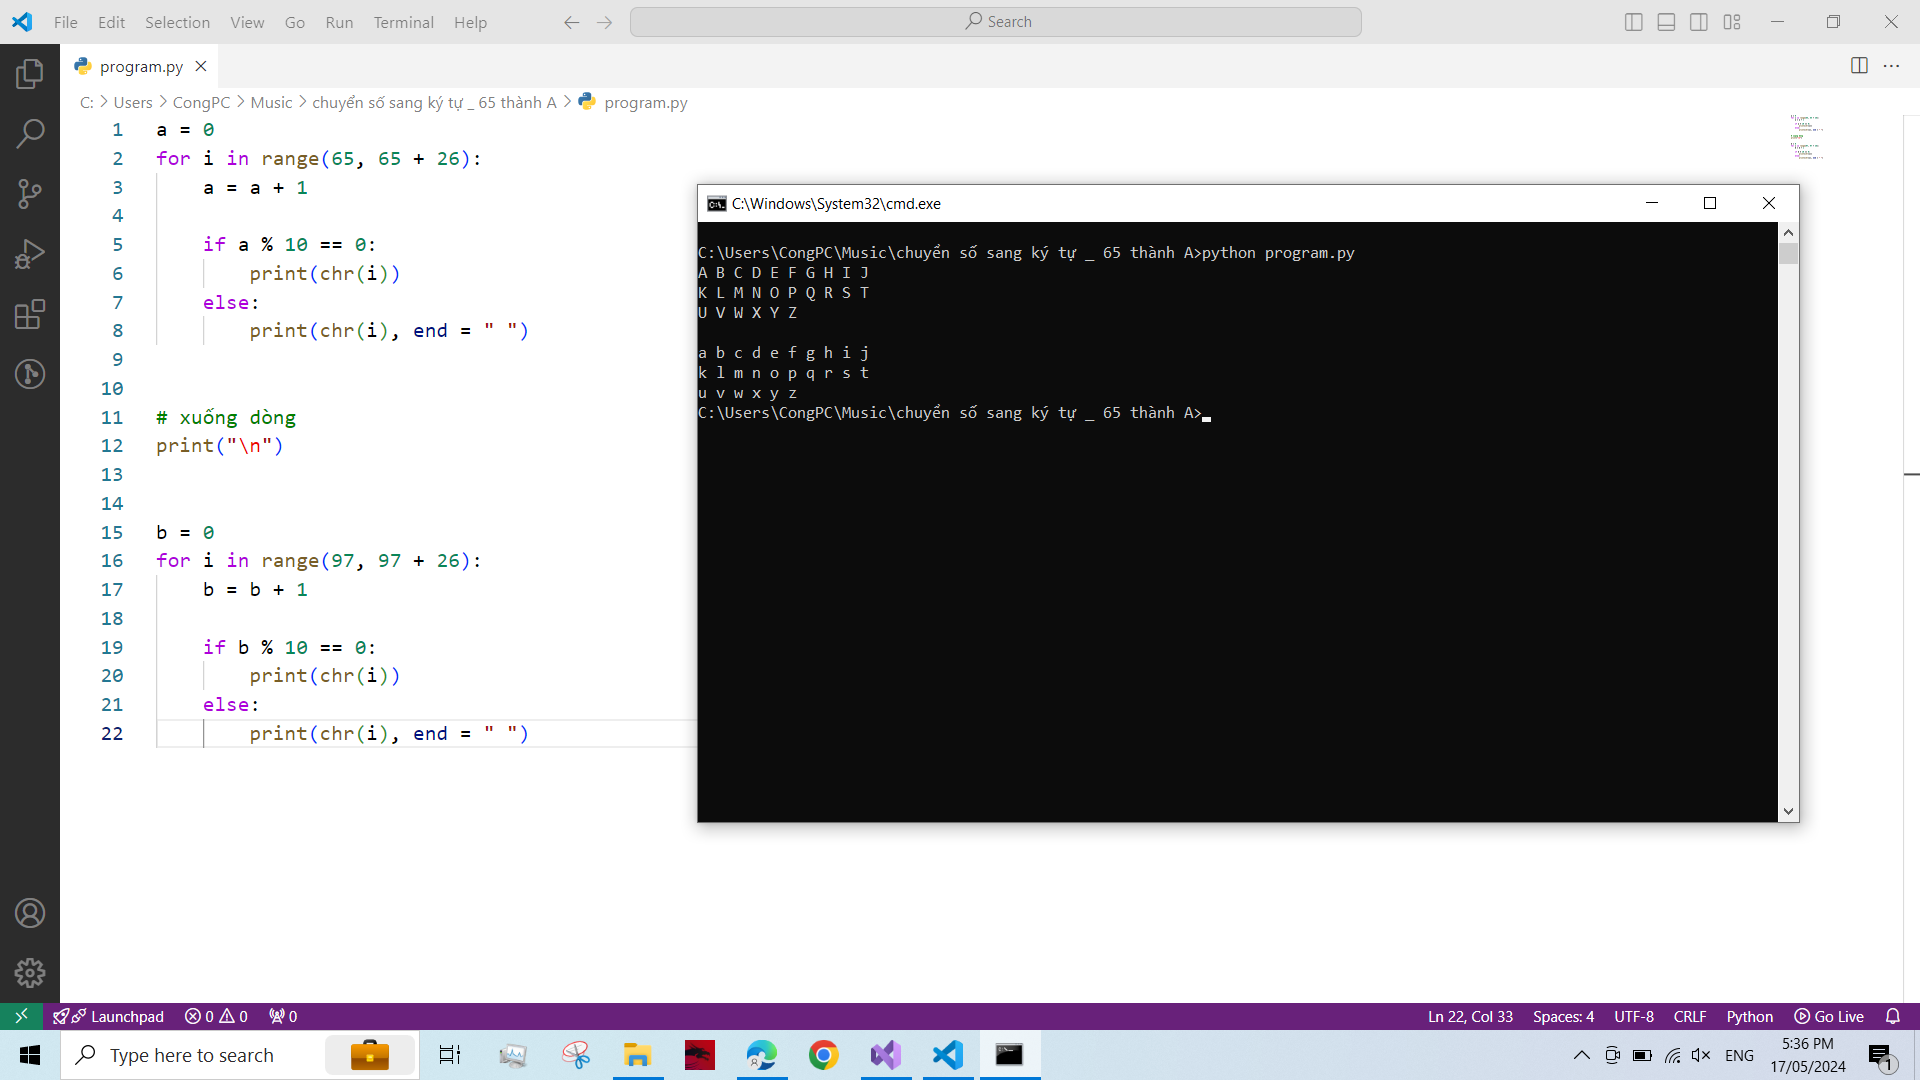 File Edit Selection View Go Run Terminal Help
Search
program.py
C: > Users > CongPC > Music > chuyển số sang ký tự _ 65 thành A > program.py
1 a = 0
2 for i in range(65, 65 + 26):
3     a = a + 1
4
5     if a % 10 == 0:
6         print(chr(i))
7     else:
8         print(chr(i), end = " ")
9
10
11 # xuống dòng
12 print("\n")
13
14
15 b = 0
16 for i in range(97, 97 + 26):
17     b = b + 1
18
19     if b % 10 == 0:
20         print(chr(i))
21     else:
22         print(chr(i), end = " ")
C:\Windows\System32\cmd.exe
C:\Users\CongPC\Music\chuyển số sang ký tự _ 65 thành A>python program.py
A B C D E F G H I J
K L M N O P Q R S T
U V W X Y Z
a b c d e f g h i j
k l m n o p q r s t
u v w x y z
C:\Users\CongPC\Music\chuyển số sang ký tự _ 65 thành A>
Launchpad 0 0 0 Ln 22, Col 33 Spaces: 4 UTF-8 CRLF Python Go Live
Type here to search
ENG
5:36 PM
17/05/2024
1